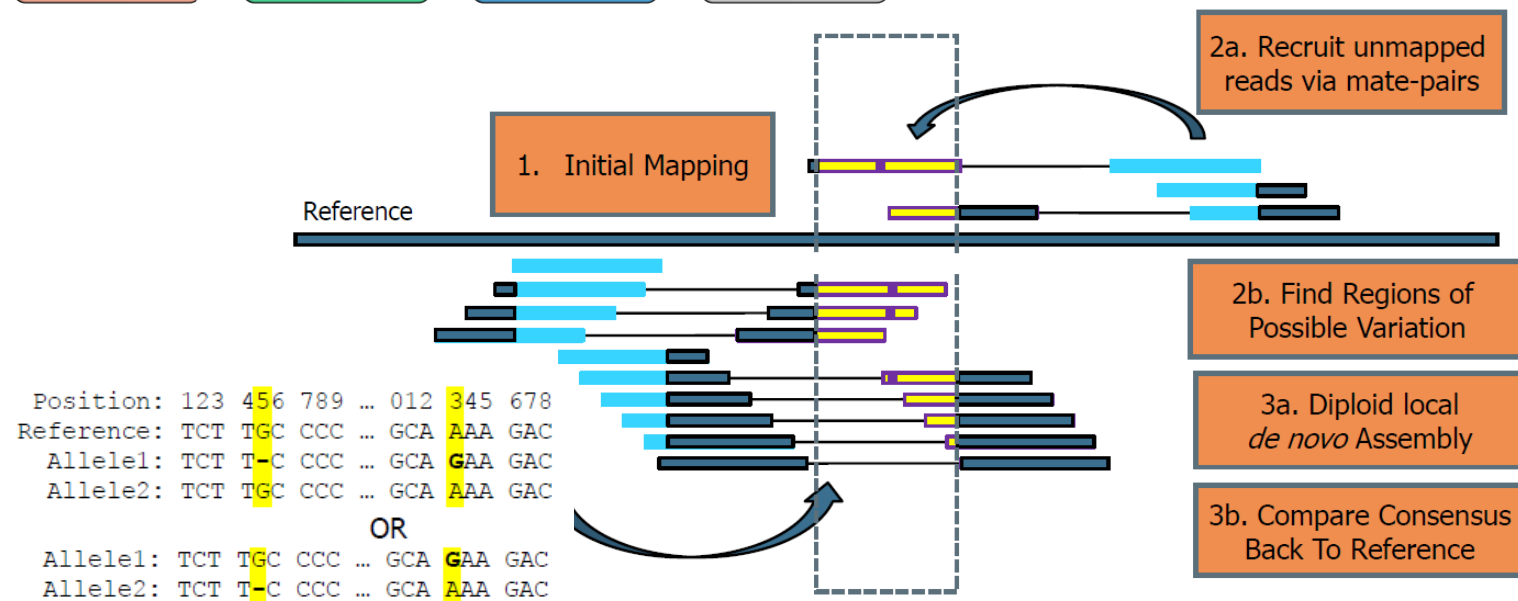 2a. Recruit unmapped
reads via mate-pairs
1. Initial Mapping
Reference
2b. Find Regions of
Possible Variation
3a. Diploid local
de novo Assembly
3b. Compare Consensus
Back To Reference
Position: 123 456 789 … 012 345 678
Reference: TCT TGC CCC … GCA AAA GAC
Allele1: TCT T-C CCC … GCA GAA GAC
Allele2: TCT TGC CCC … GCA AAA GAC
OR
Allele1: TCT TGC CCC … GCA GAA GAC
Allele2: TCT T-C CCC … GCA AAA GAC